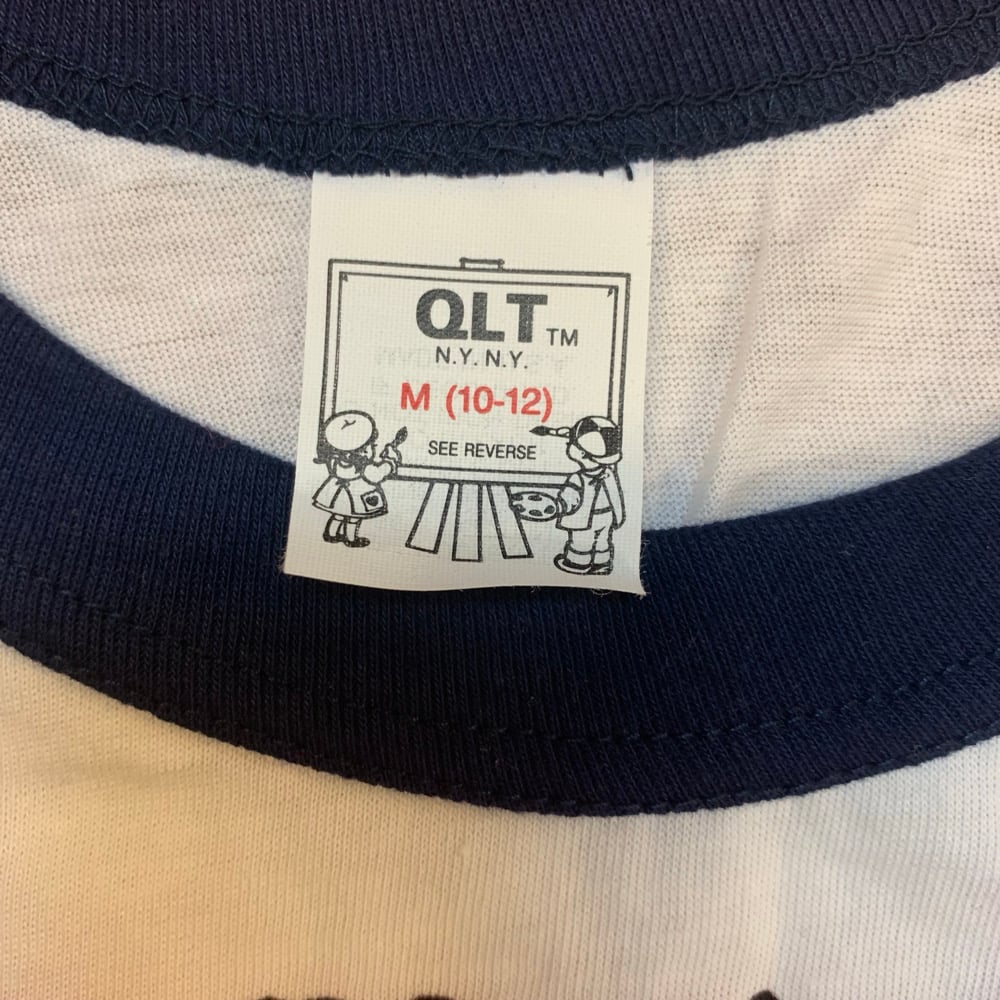 QLT TM
N.Y. N.Y.
M (10-12)
SEE REVERSE